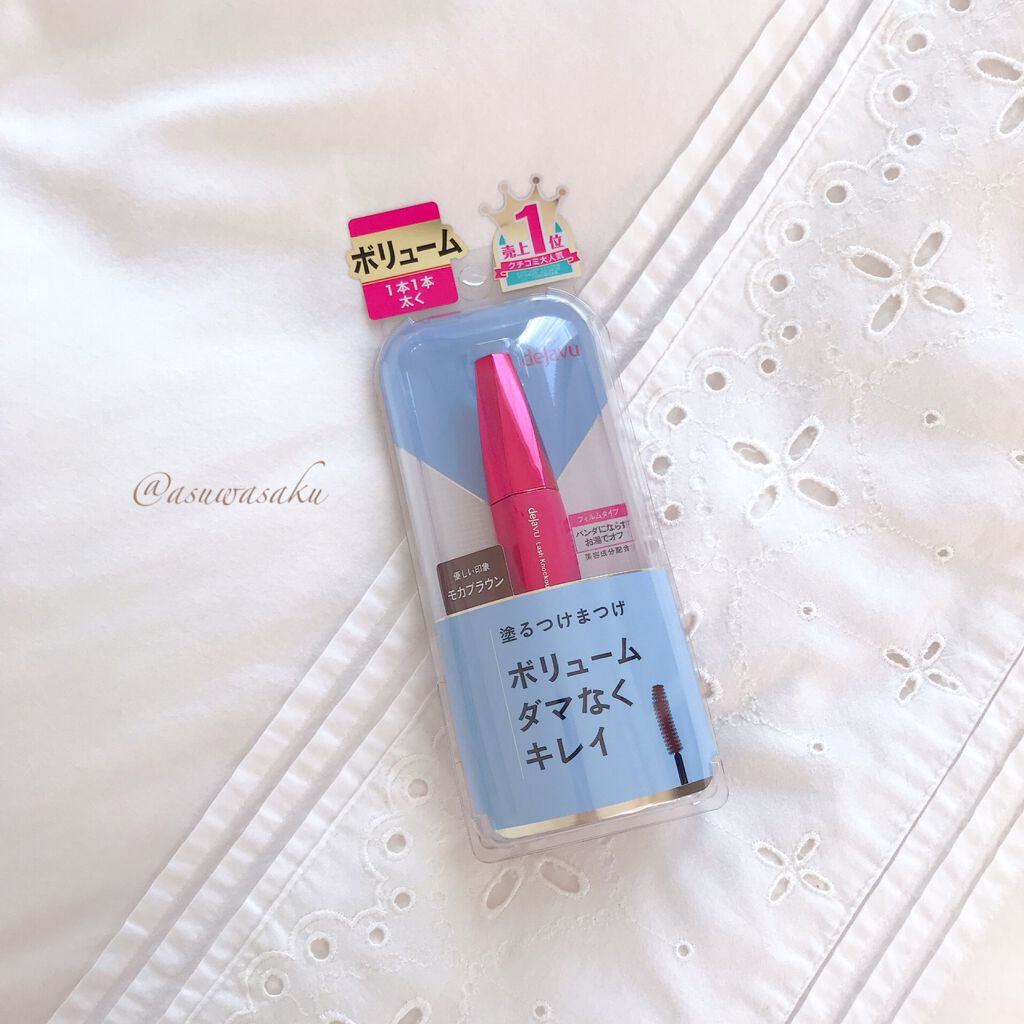 ボリューム
1本1本
太く
1
売上 位
クチコミ大人気
dejavu
@asuwasaku
dejavu Lash Knockou
フィルムタイプ
パンダにならず
お湯でオフ
美容成分配合
優しい印象
モカブラウン
塗るつけまつげ
ボリューム
ダマなく
キレイ